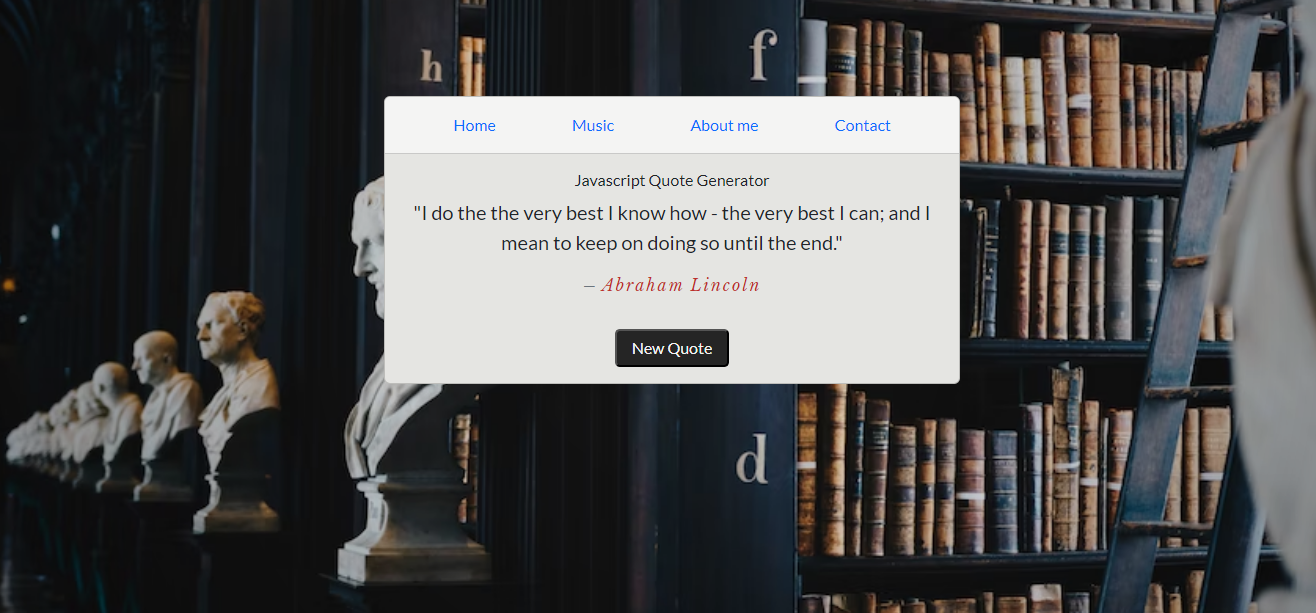 h
f
Home Music About me Contact
Javascript Quote Generator
"I do the the very best I know how - the very best I can; and I
mean to keep on doing so until the end."
– Abraham Lincoln
New Quote
d